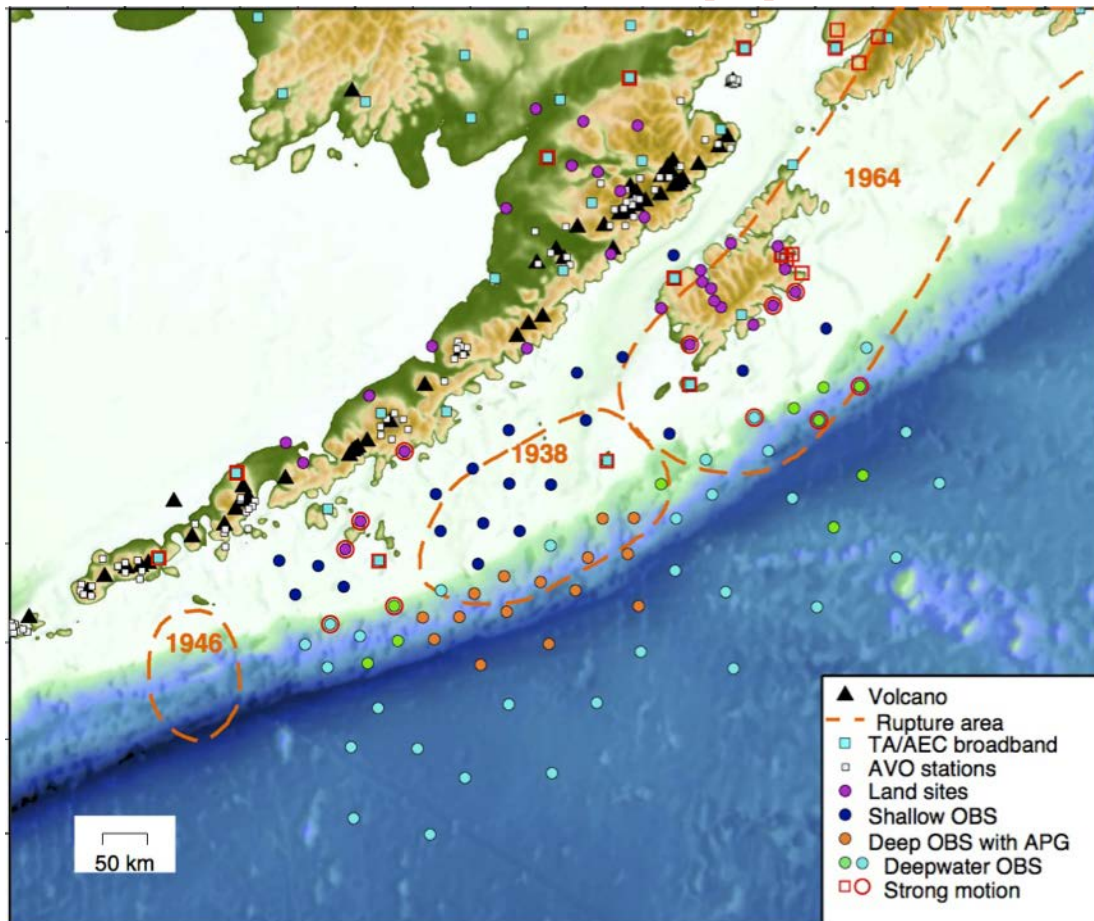 1964
1938
1946
Volcano
Rupture area
TA/AEC broadband
AVO stations
Land sites
Shallow OBS
Deep OBS with APG
Deepwater OBS
Strong motion
50 km